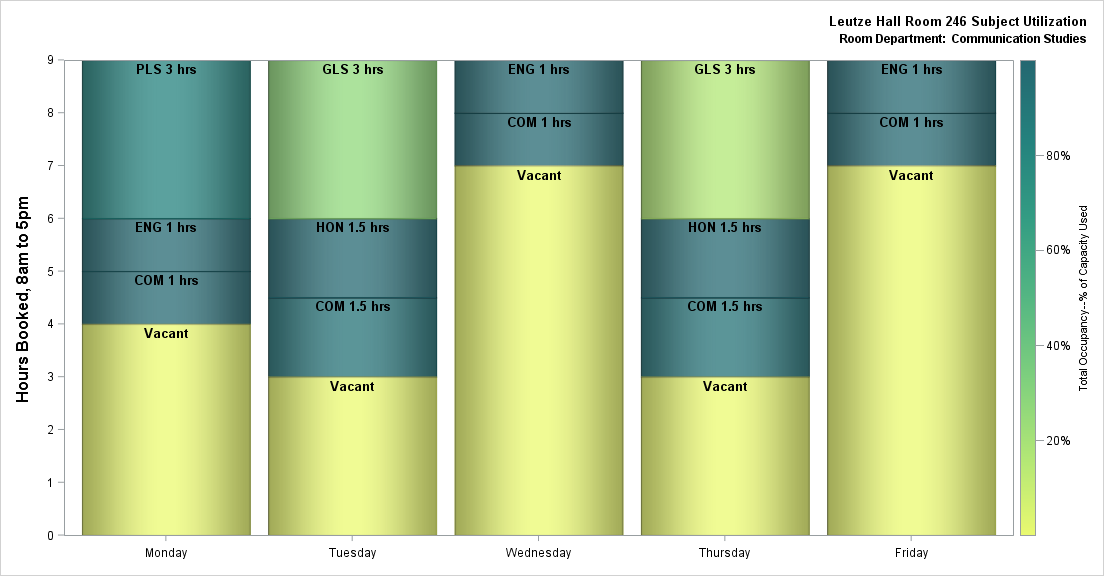 Leutze Hall Room 246 Subject Utilization
Room Department: Communication Studies
Hours Booked, 8am to 5pm
9
8
7
6
5
4
3
2
1
0
PLS 3 hrs
ENG 1 hrs
COM 1 hrs
Vacant
GLS 3 hrs
HON 1.5 hrs
COM 1.5 hrs
Vacant
ENG 1 hrs
COM 1 hrs
Vacant
GLS 3 hrs
HON 1.5 hrs
COM 1.5 hrs
Vacant
ENG 1 hrs
COM 1 hrs
Vacant
Monday
Tuesday
Wednesday
Thursday
Friday
80%
60%
40%
20%
Total Occupancy--% of Capacity Used